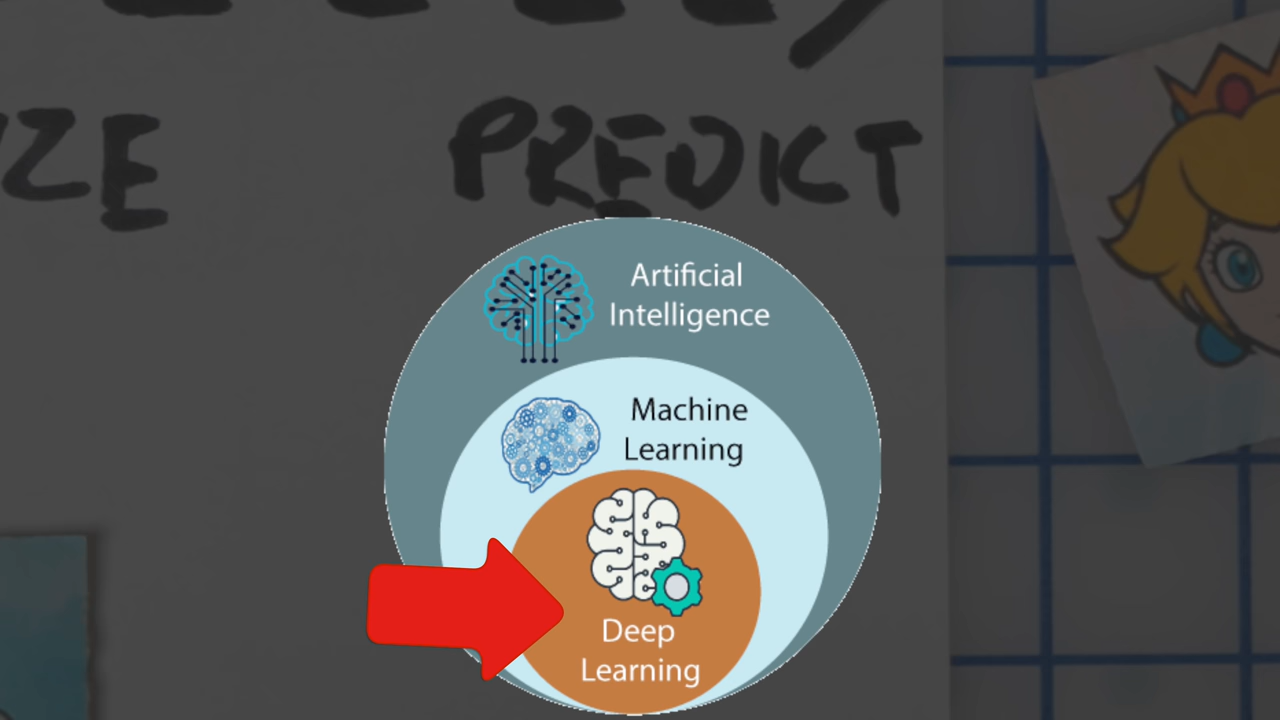 ZE PREDICT
Artificial
Intelligence
Machine
Learning
Deep
Learning